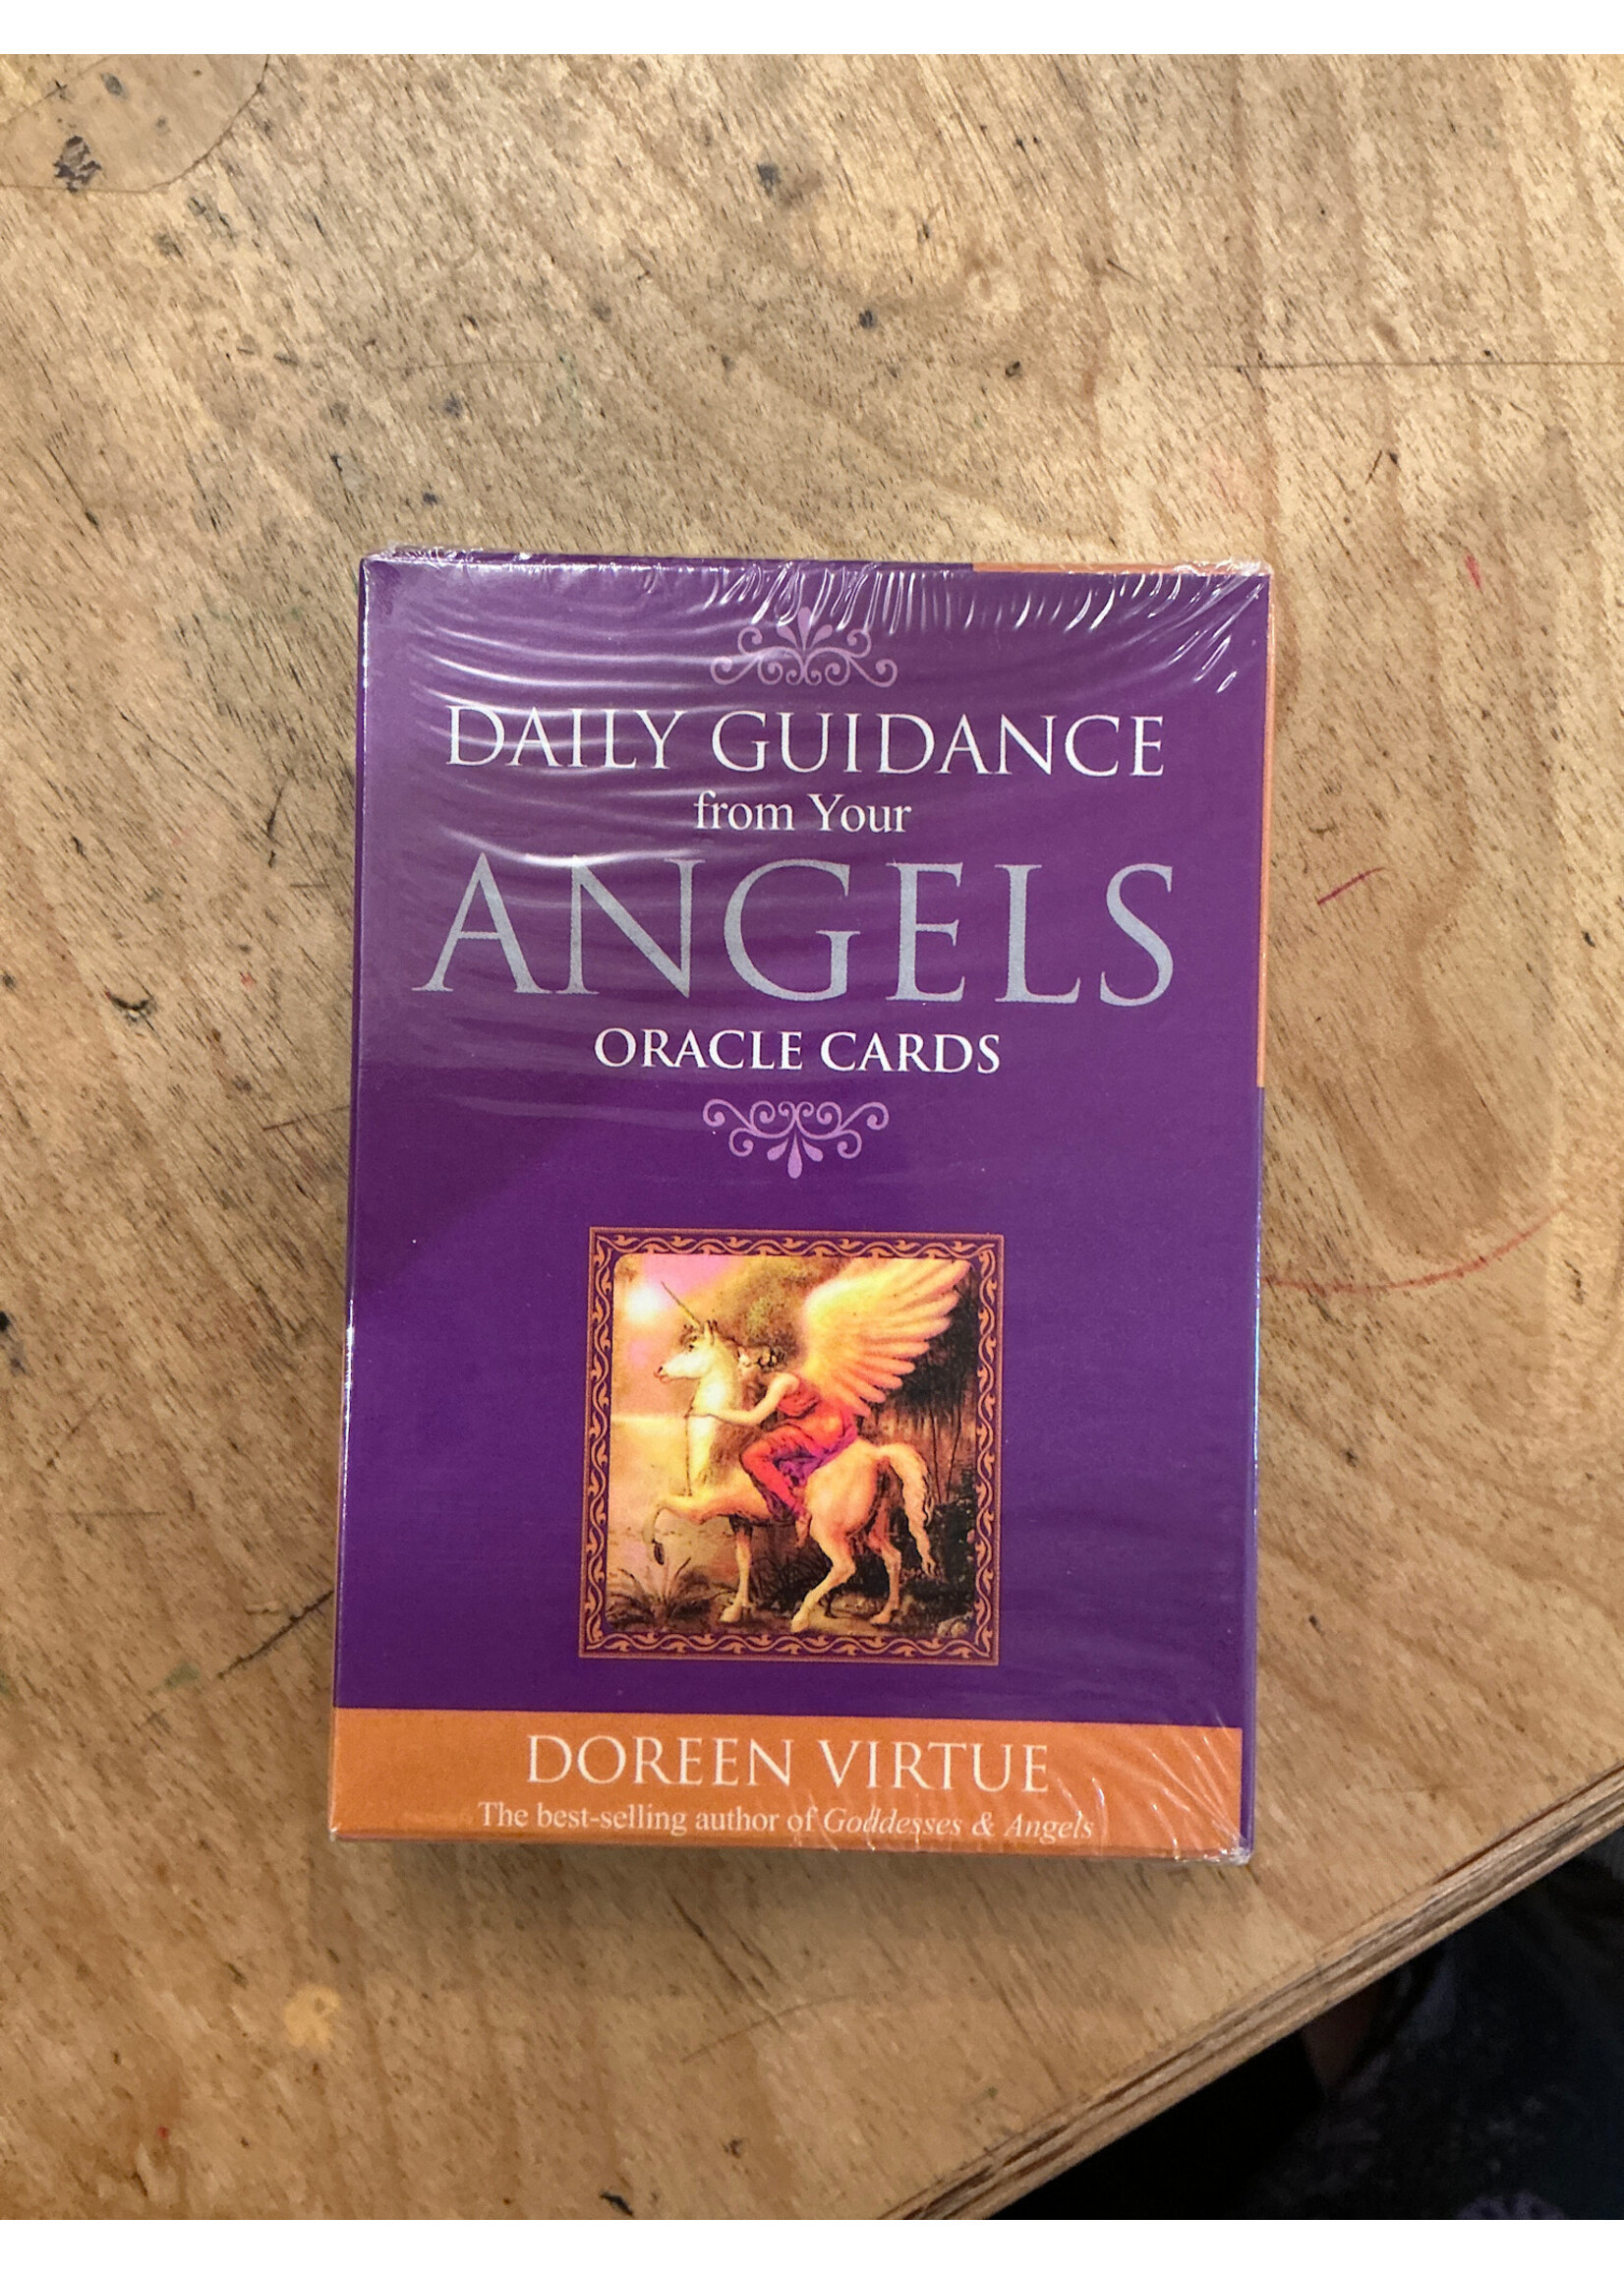 DAILY GUIDANCE
from Your
ANGELS
ORACLE CARDS
DOREEN VIRTUE
The best-selling author of Goddesses & Angels